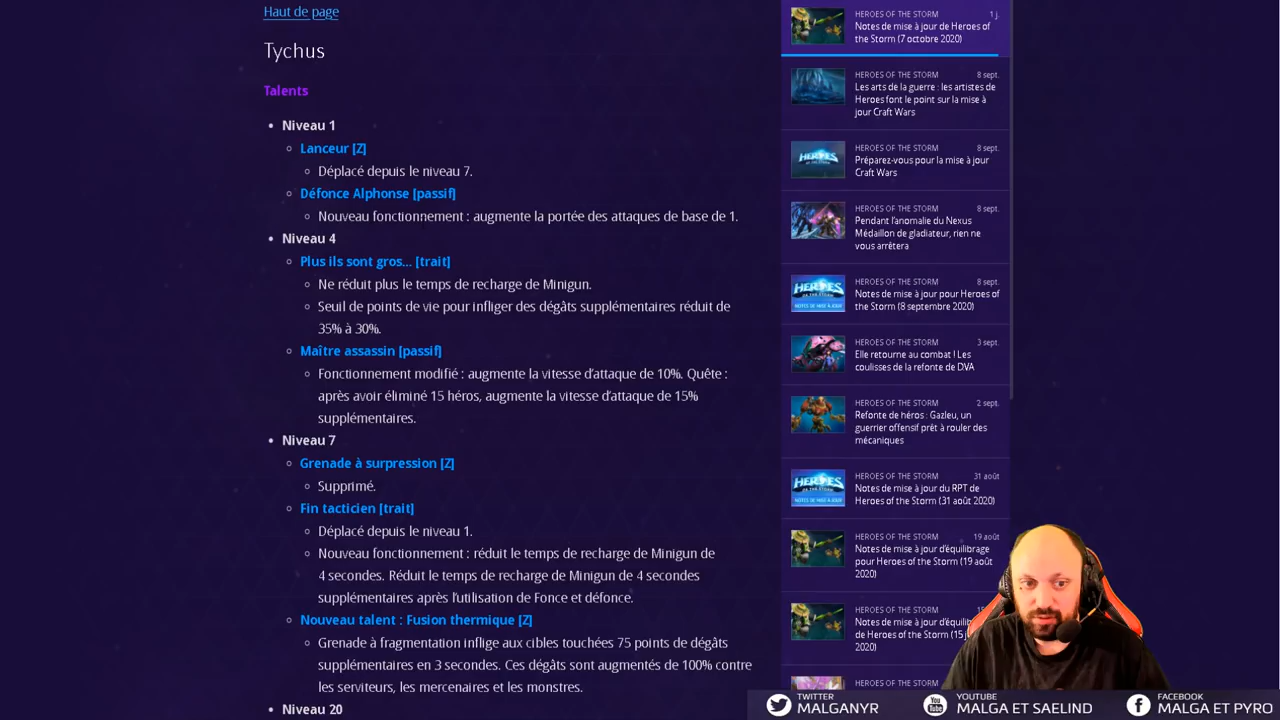 Haut de page
Tychus
Talents
Niveau 1
Lanceur [Z]
Déplacé depuis le niveau 7.
Défonce Alphonse [passif]
Nouveau fonctionnement : augmente la portée des attaques de base de 1.
Niveau 4
Plus ils sont gros... [trait]
Ne réduit plus le temps de recharge de Minigun.
Seuil de points de vie pour infliger des dégâts supplémentaires réduit de
35% à 30%.
Maître assassin [passif]
Fonctionnement modifié : augmente la vitesse d'attaque de 10%. Quête :
après avoir éliminé 15 héros, augmente la vitesse d'attaque de 15%
supplémentaires.
Niveau 7
Grenade à surpression [Z]
Supprimé.
Fin tacticien [trait]
Déplacé depuis le niveau 1.
Nouveau fonctionnement : réduit le temps de recharge de Minigun de
4 secondes. Réduit le temps de recharge de Minigun de 4 secondes
supplémentaires après l'utilisation de Fonce et défonce.
Nouveau talent : Fusion thermique [Z]
Grenade à fragmentation inflige aux cibles touchées 75 points de dégâts
supplémentaires en 3 secondes. Ces dégâts sont augmentés de 100% contre
les serviteurs, les mercenaires et les monstres.
Niveau 20
HEROES OF THE STORM 1 j.
Notes de mise à jour de Heroes of
the Storm (7 octobre 2020)
HEROES OF THE STORM 8 sept.
Les arts de la guerre : les artistes de
Heroes font le point sur la mise à
jour Craft Wars
HEROES OF THE STORM 8 sept.
Préparez-vous pour la mise à jour
Craft Wars
HEROES OF THE STORM 8 sept.
Pendant l'anomalie du Nexus
Médaillon de gladiateur, rien ne
vous arrêtera
HEROES OF THE STORM 8 sept.
Notes de mise à jour pour Heroes of
the Storm (8 septembre 2020)
HEROES OF THE STORM 3 sept.
Elle retourne au combat ! Les
coulisses de la refonte de D.VA
HEROES OF THE STORM 2 sept.
Refonte de héros : Gazleu, un
guerrier offensif prêt à rouler des
mécaniques
HEROES OF THE STORM 31 août
Notes de mise à jour du RPT de
Heroes of the Storm (31 août 2020)
HEROES OF THE STORM 19 août
Notes de mise à jour d'équilibrage
pour Heroes of the Storm (19 août
2020)
HEROES OF THE STORM
Notes de mise à jour
de Heroes of the Storm (15
2020)
HEROES OF THE STORM
TWITTER
MALGANYR
YOUTUBE
MALGA ET SAELIND
FACEBOOK
MALGA ET PYRO